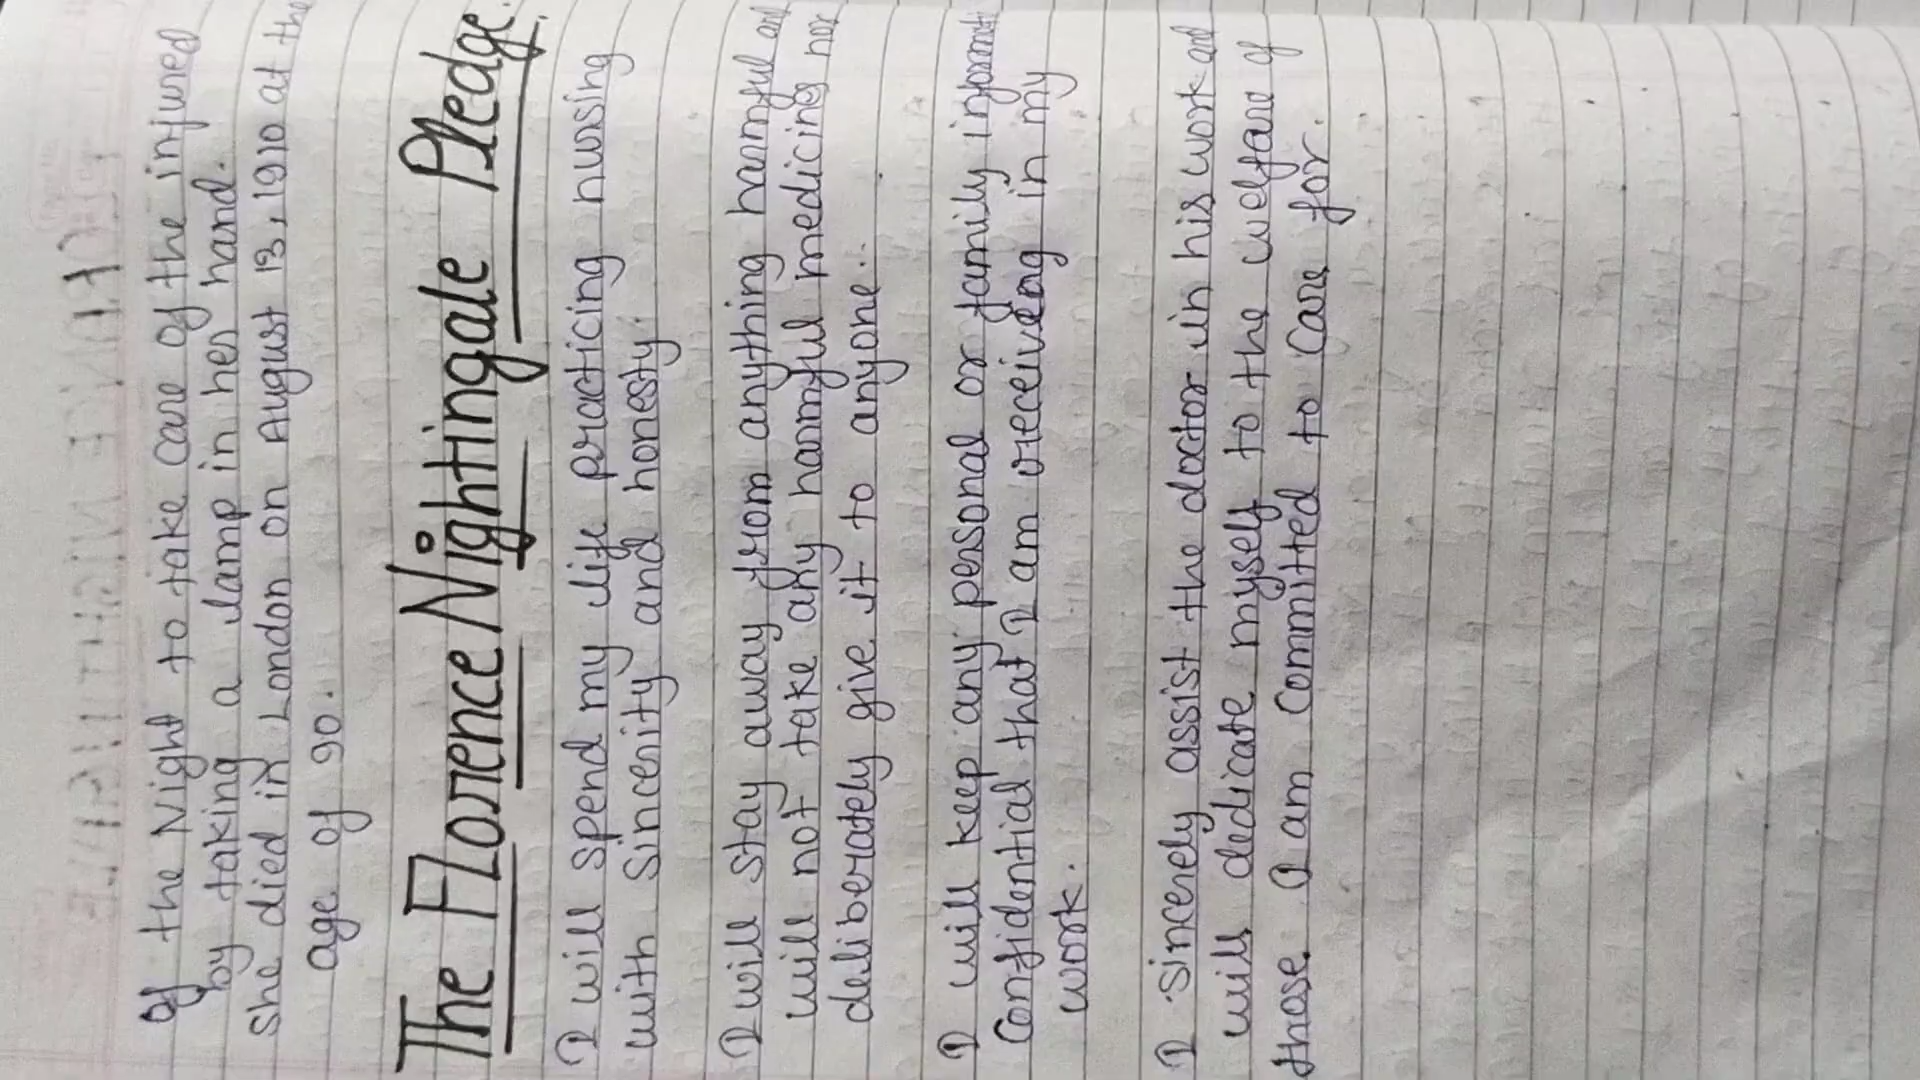 of the Night to take care of the injured
by taking a lamp in her hand.
She died in London on August 13, 1910 at the
age of 90.
The Florence Nightingale Pledge.
I will spend my life practicing nursing
with sincerity and honesty.
I will stay away from anything harmful and
will not take any harmful medicing nor
deliberately give it to anyone.
I will keep any personal or family informati
Confidential that I am receiveing in my
work.
I sincerely assist the doctor in his work and
will dedicate myself to the welfare of
those I am Committed to Care for.